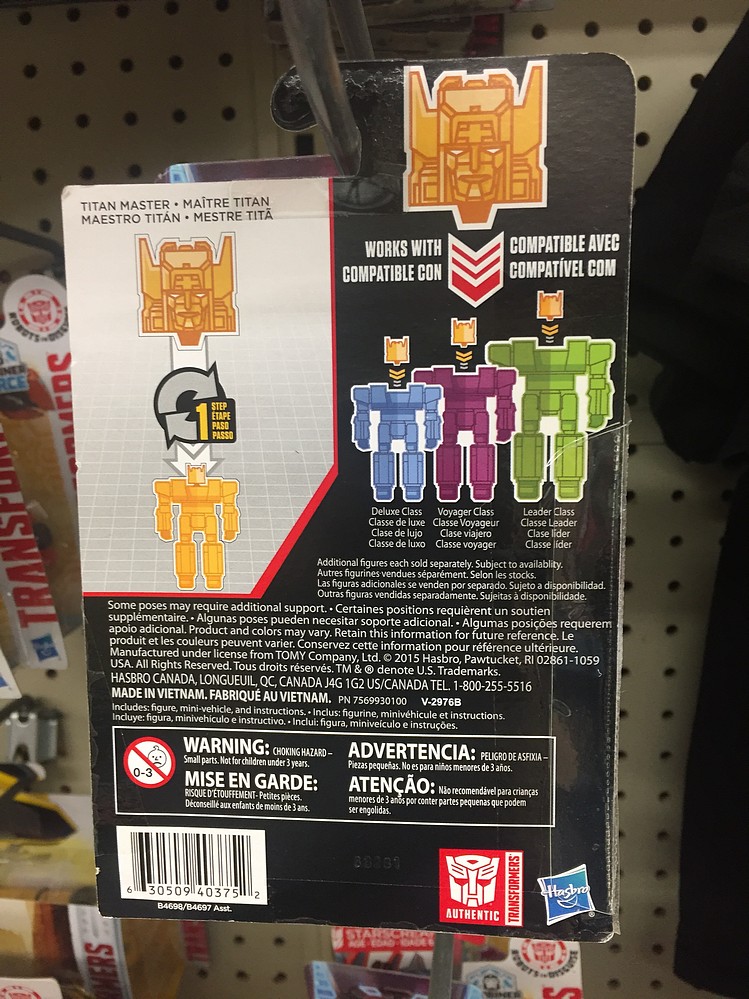 TITAN MASTER • MAÎTRE TITAN
MAESTRO TITÁN • MESTRE TITÃ
WORKS WITH
COMPATIBLE CON
COMPATIBLE AVEC
COMPATÍVEL COM
1 STEP
ÉTAPE
PASO
PASSO
Deluxe Class
Classe de luxe
Clase de lujo
Classe de luxo
Voyager Class
Classe Voyageur
Clase viajero
Classe voyager
Leader Class
Classe Leader
Clase líder
Classe líder
Additional figures each sold separately. Subject to availability.
Autres figurines vendues séparément. Selon les stocks.
Las figuras adicionales se venden por separado. Sujeto a disponibilidad.
Outras figuras vendidas separadamente. Sujeitas à disponibilidade.
Some poses may require additional support. • Certaines positions requièrent un soutien
supplémentaire. • Algunas poses pueden necesitar soporte adicional. • Algumas posições requerem
apoio adicional. Product and colors may vary. Retain this information for future reference. Le
produit et les couleurs peuvent varier. Conservez cette information pour référence ultérieure.
Manufactured under license from TOMY Company, Ltd. © 2015 Hasbro, Pawtucket, RI 02861-1059
USA. All Rights Reserved. Tous droits réservés. TM & ® denote U.S. Trademarks.
HASBRO CANADA, LONGUEUIL, QC, CANADA J4G 1G2 US/CANADA TEL. 1-800-255-5516
MADE IN VIETNAM. FABRIQUÉ AU VIETNAM. PN 7569930100 V-2976B
Includes: figure, mini-vehicle, and instructions. • Inclus: figurine, minivéhicule et instructions.
Incluye: figura, minivehículo e instructivo. • Inclui: figura, miniveículo e instruções.
0-3
WARNING: CHOKING HAZARD –
Small parts. Not for children under 3 years.
MISE EN GARDE:
RISQUE D'ÉTOUFFEMENT- Petites pièces.
Déconseillé aux enfants de moins de 3 ans.
ADVERTENCIA: PELIGRO DE ASFIXIA –
Piezas pequeñas. No es para niños menores de 3 años.
ATENÇÃO: Não recomendável para crianças
menores de 3 anos por conter partes pequenas que podem
ser engolidas.
6 30509 40375 2
B4698/B4697 Asst.
AUTHENTIC
TRANSFORMERS
Hasbro
ROBOTS IN DISGUISE
TRANSFORMERS
STARSCREAM
ROBOTS IN DISGUISE